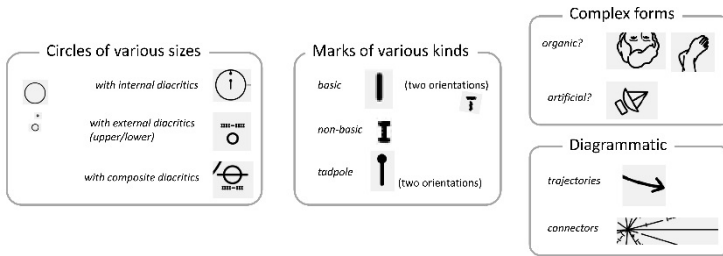 Circles of various sizes
with internal diacritics
with external diacritics
(upper/lower)
with composite diacritics
Marks of various kinds
basic
(two orientations)
non-basic
tadpole
(two orientations)
Complex forms
organic?
artificial?
Diagrammatic
trajectories
connectors